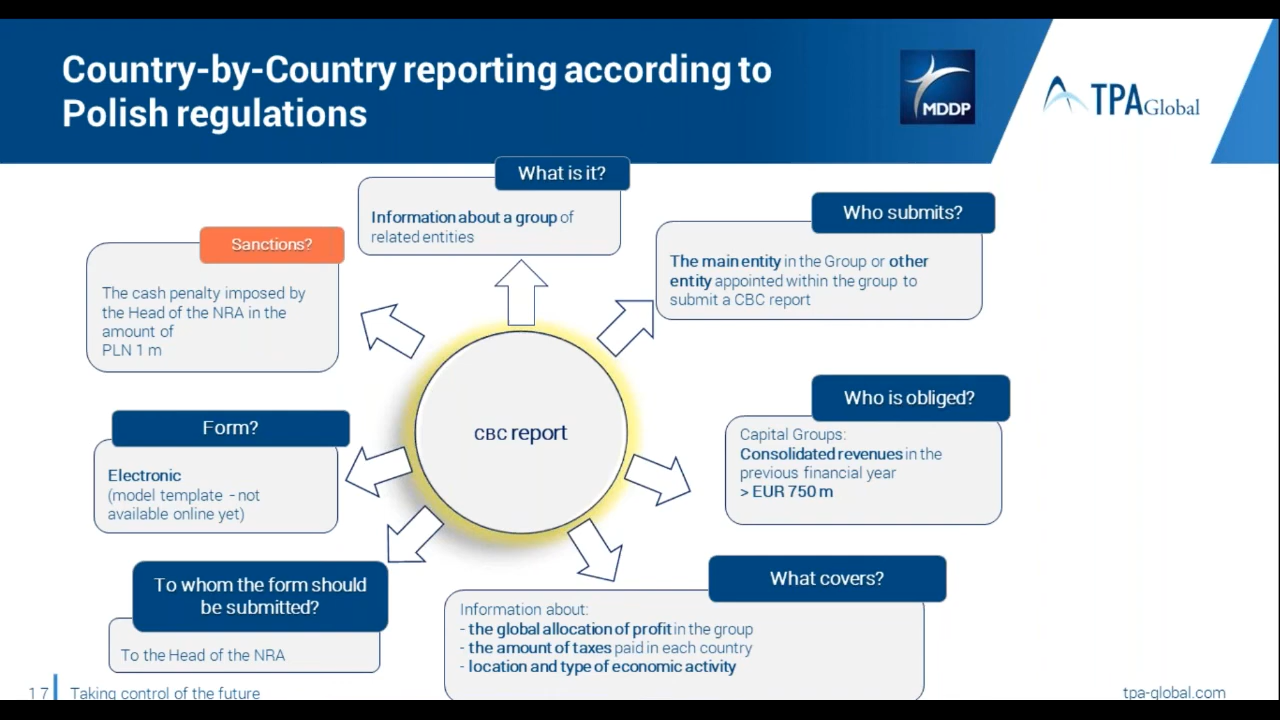 Country-by-Country reporting according to
Polish regulations
MDDP
TPA Global
What is it?
Information about a group of
related entities
Who submits?
The main entity in the Group or other
entity appointed within the group to
submit a CBC report
Sanctions?
The cash penalty imposed by
the Head of the NRA in the
amount of
PLN 1 m
Who is obliged?
Capital Groups:
Consolidated revenues in the
previous financial year
> EUR 750 m
Form?
Electronic
(model template - not
available online yet)
CBC report
What covers?
Information about:
- the global allocation of profit in the group
- the amount of taxes paid in each country
- location and type of economic activity
To whom the form should
be submitted?
To the Head of the NRA
17
Taking control of the future
tpa-global.com